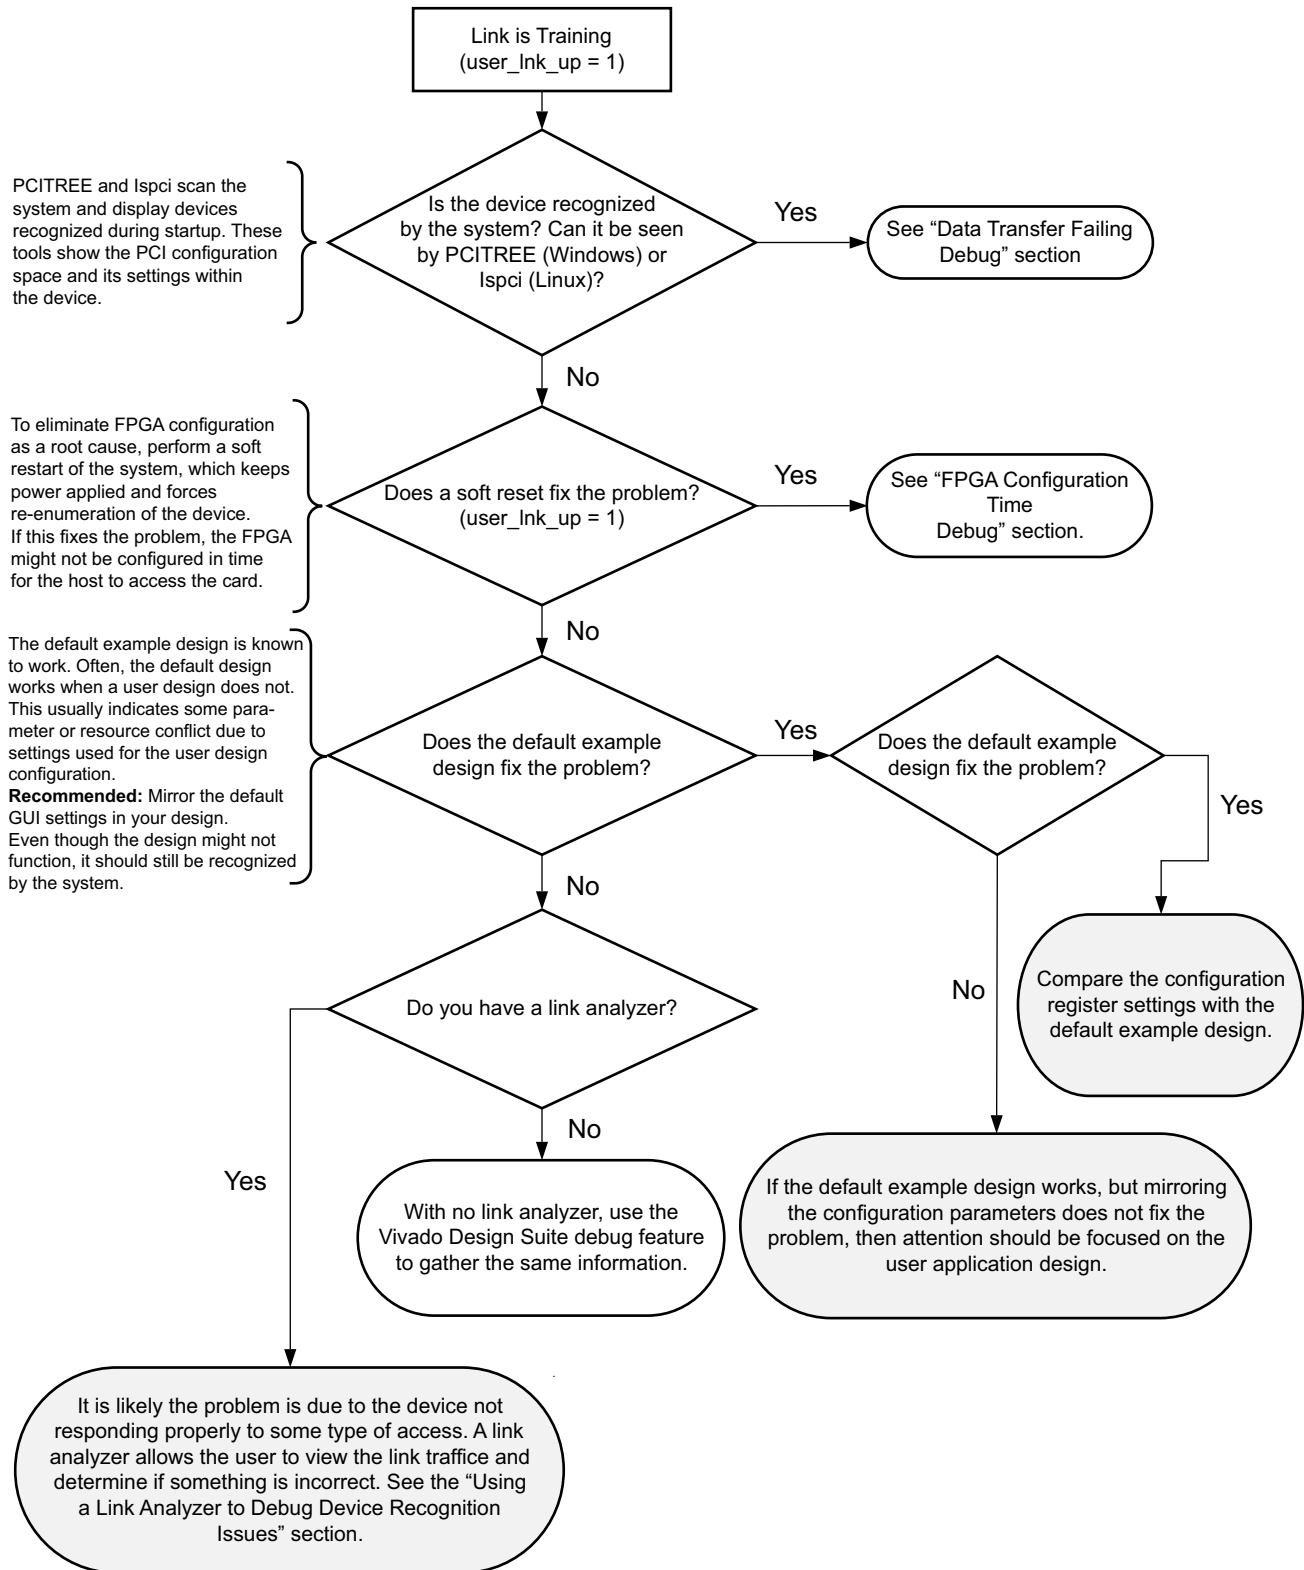 Link is Training
(user_lnk_up = 1)
PCITREE and lspci scan the
system and display devices
recognized during startup. These
tools show the PCI configuration
space and its settings within
the device.
Is the device recognized
by the system? Can it be seen
by PCITREE (Windows) or
lspci (Linux)?
Yes
See “Data Transfer Failing
Debug” section
No
To eliminate FPGA configuration
as a root cause, perform a soft
restart of the system, which keeps
power applied and forces
re-enumeration of the device.
If this fixes the problem, the FPGA
might not be configured in time
for the host to access the card.
Does a soft reset fix the problem?
(user_lnk_up = 1)
Yes
See “FPGA Configuration
Time
Debug” section.
No
The default example design is known
to work. Often, the default design
works when a user design does not.
This usually indicates some para-
meter or resource conflict due to
settings used for the user design
configuration.
Recommended: Mirror the default
GUI settings in your design.
Even though the design might not
function, it should still be recognized
by the system.
Does the default example
design fix the problem?
Yes
Does the default example
design fix the problem?
Yes
No
Do you have a link analyzer?
No
Compare the configuration
register settings with the
default example design.
No
Yes
With no link analyzer, use the
Vivado Design Suite debug feature
to gather the same information.
If the default example design works, but mirroring
the configuration parameters does not fix the
problem, then attention should be focused on the
user application design.
It is likely the problem is due to the device not
responding properly to some type of access. A link
analyzer allows the user to view the link traffice and
determine if something is incorrect. See the “Using
a Link Analyzer to Debug Device Recognition
Issues” section.